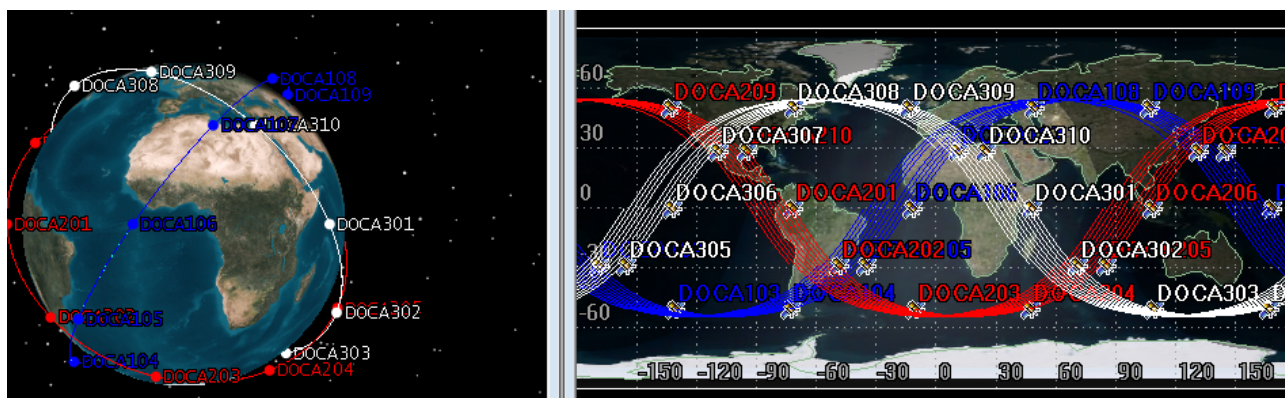 DOCA309
DOCA308
DOCA108
DOCA109
DOCA107
DOCA310
DOCA201
DOCA106
DOCA301
DOCA302
DOCA105
DOCA303
DOCA104
DOCA203
DOCA204
60
DOCA209
DOCA308
DOCA309
DOCA108
DOCA109
30
DOCA307
DOCA310
0
DOCA306
DOCA201
DOCA301
DOCA206
-30
DOCA305
DOCA202
DOCA302
-60
DOCA103
DOCA203
DOCA303
-150 -120 -90 -60 -30 0 30 60 90 120 150